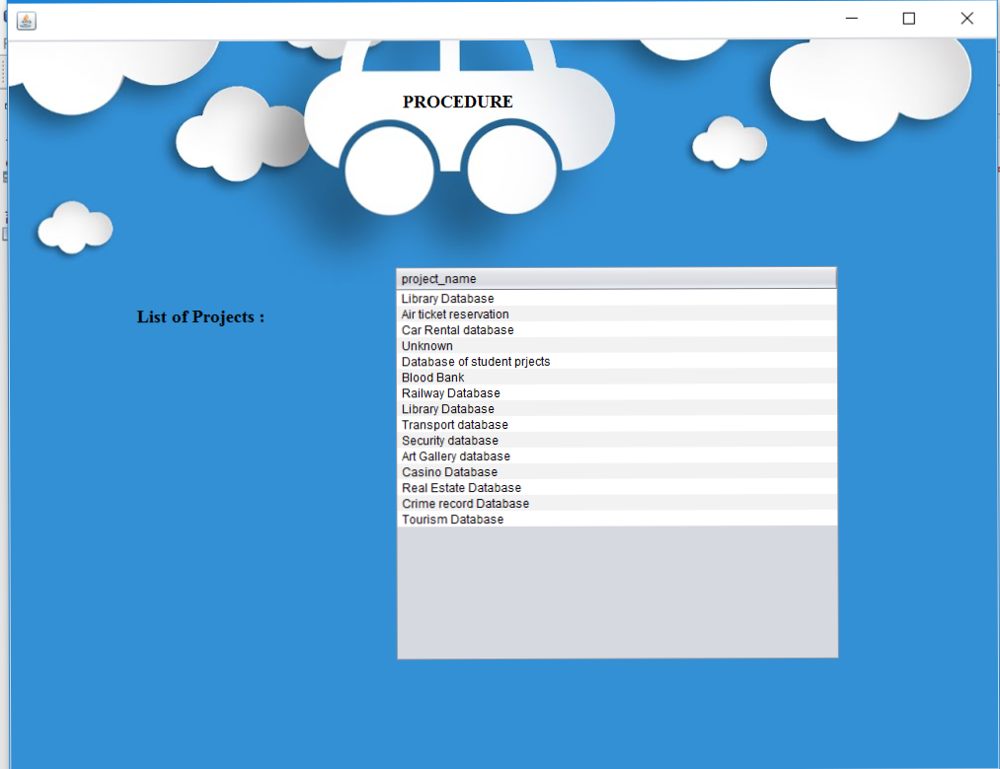 PROCEDURE
project_name
List of Projects :
Library Database
Air ticket reservation
Car Rental database
Unknown
Database of student prjects
Blood Bank
Railway Database
Library Database
Transport database
Security database
Art Gallery database
Casino Database
Real Estate Database
Crime record Database
Tourism Database